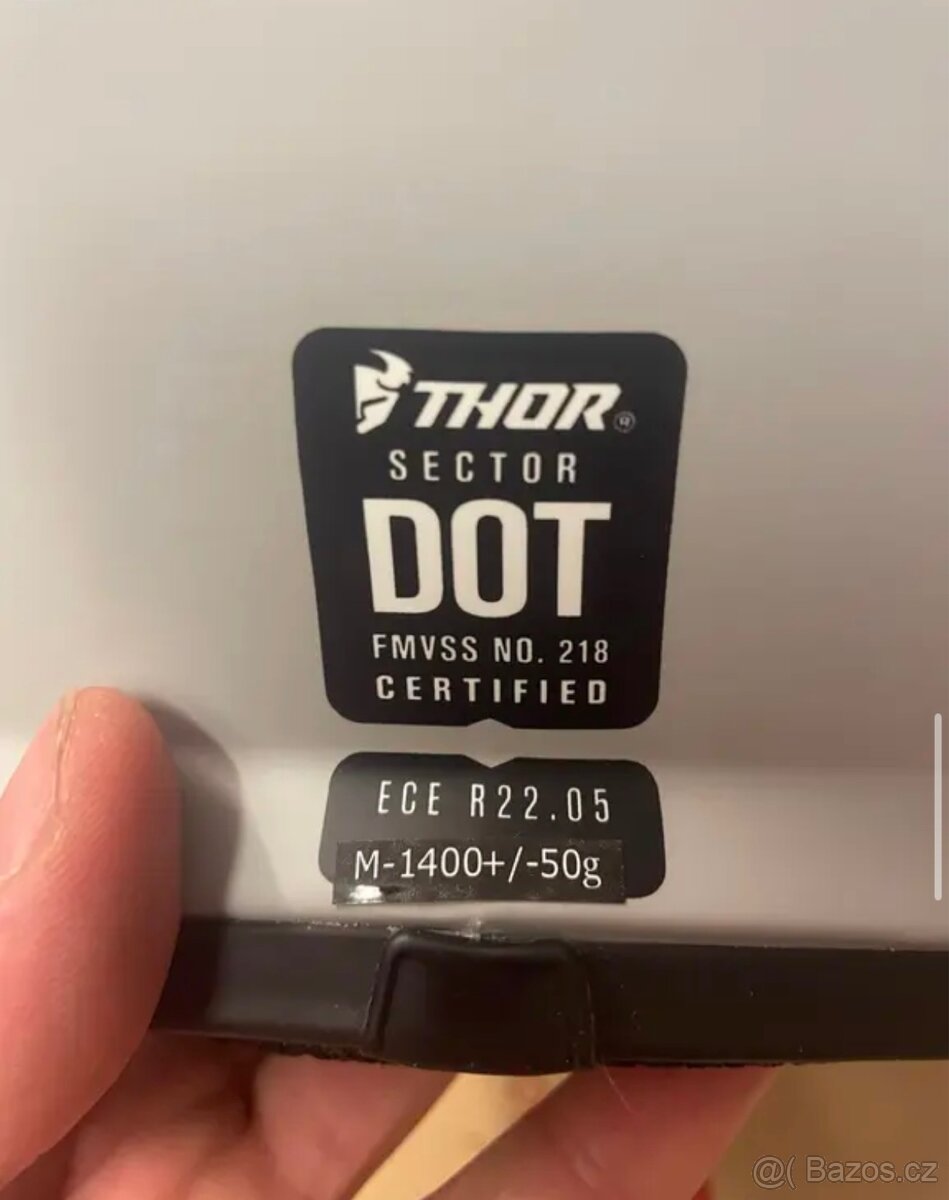 THOR®
SECTOR
DOT
FMVSS NO. 218
CERTIFIED
ECE R22.05
M-1400+/-50g
@( Bazos.cz